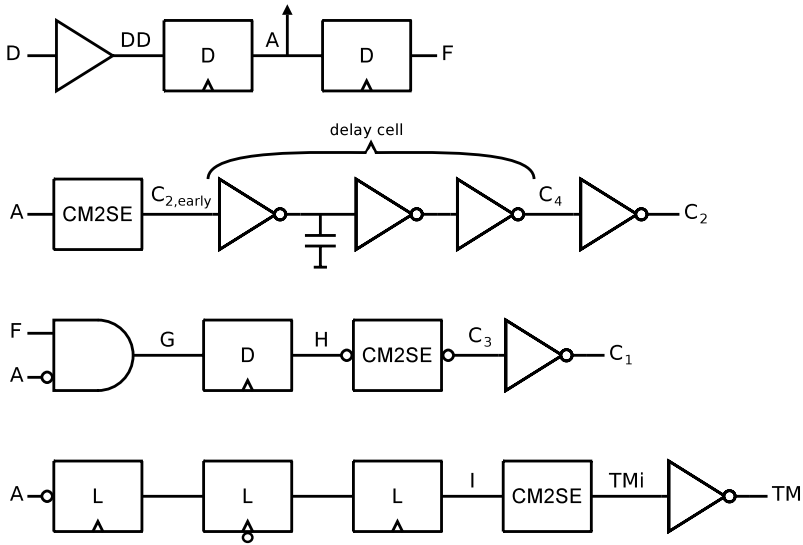 D DD D A D F
delay cell
A CM2SE C2,early C4 C2
F A G D H CM2SE C3 C1
A L L L I CM2SE TMi TM